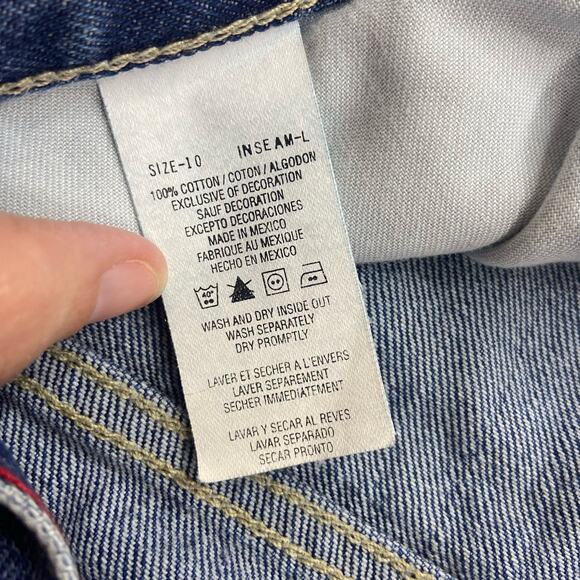 SIZE-10 INSEAM-L
100% COTTON / COTON / ALGODON
EXCLUSIVE OF DECORATION
SAUF DECORATION
EXCEPTO DECORACIONES
MADE IN MEXICO
FABRIQUE AU MEXIQUE
HECHO EN MEXICO
40°
WASH AND DRY INSIDE OUT
WASH SEPARATELY
DRY PROMPTLY
LAVER ET SECHER A L'ENVERS
LAVER SEPAREMENT
SECHER IMMEDIATEMENT
LAVAR Y SECAR AL REVES
LAVAR SEPARADO
SECAR PRONTO